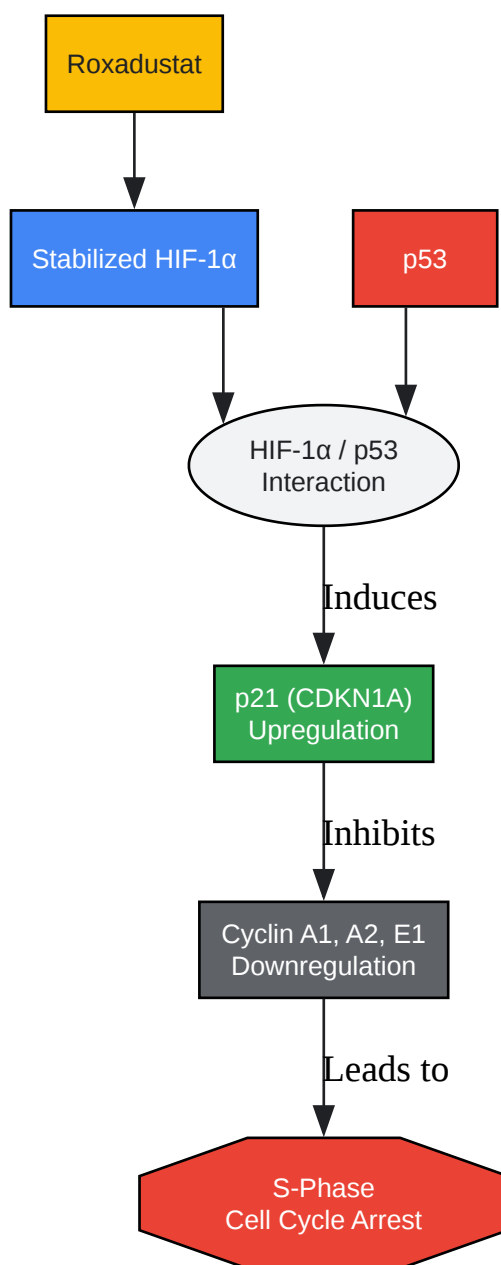 Roxadustat
Stabilized HIF-1α
p53
HIF-1α / p53
Interaction
Induces
p21 (CDKN1A)
Upregulation
Inhibits
Cyclin A1, A2, E1
Downregulation
Leads to
S-Phase
Cell Cycle Arrest